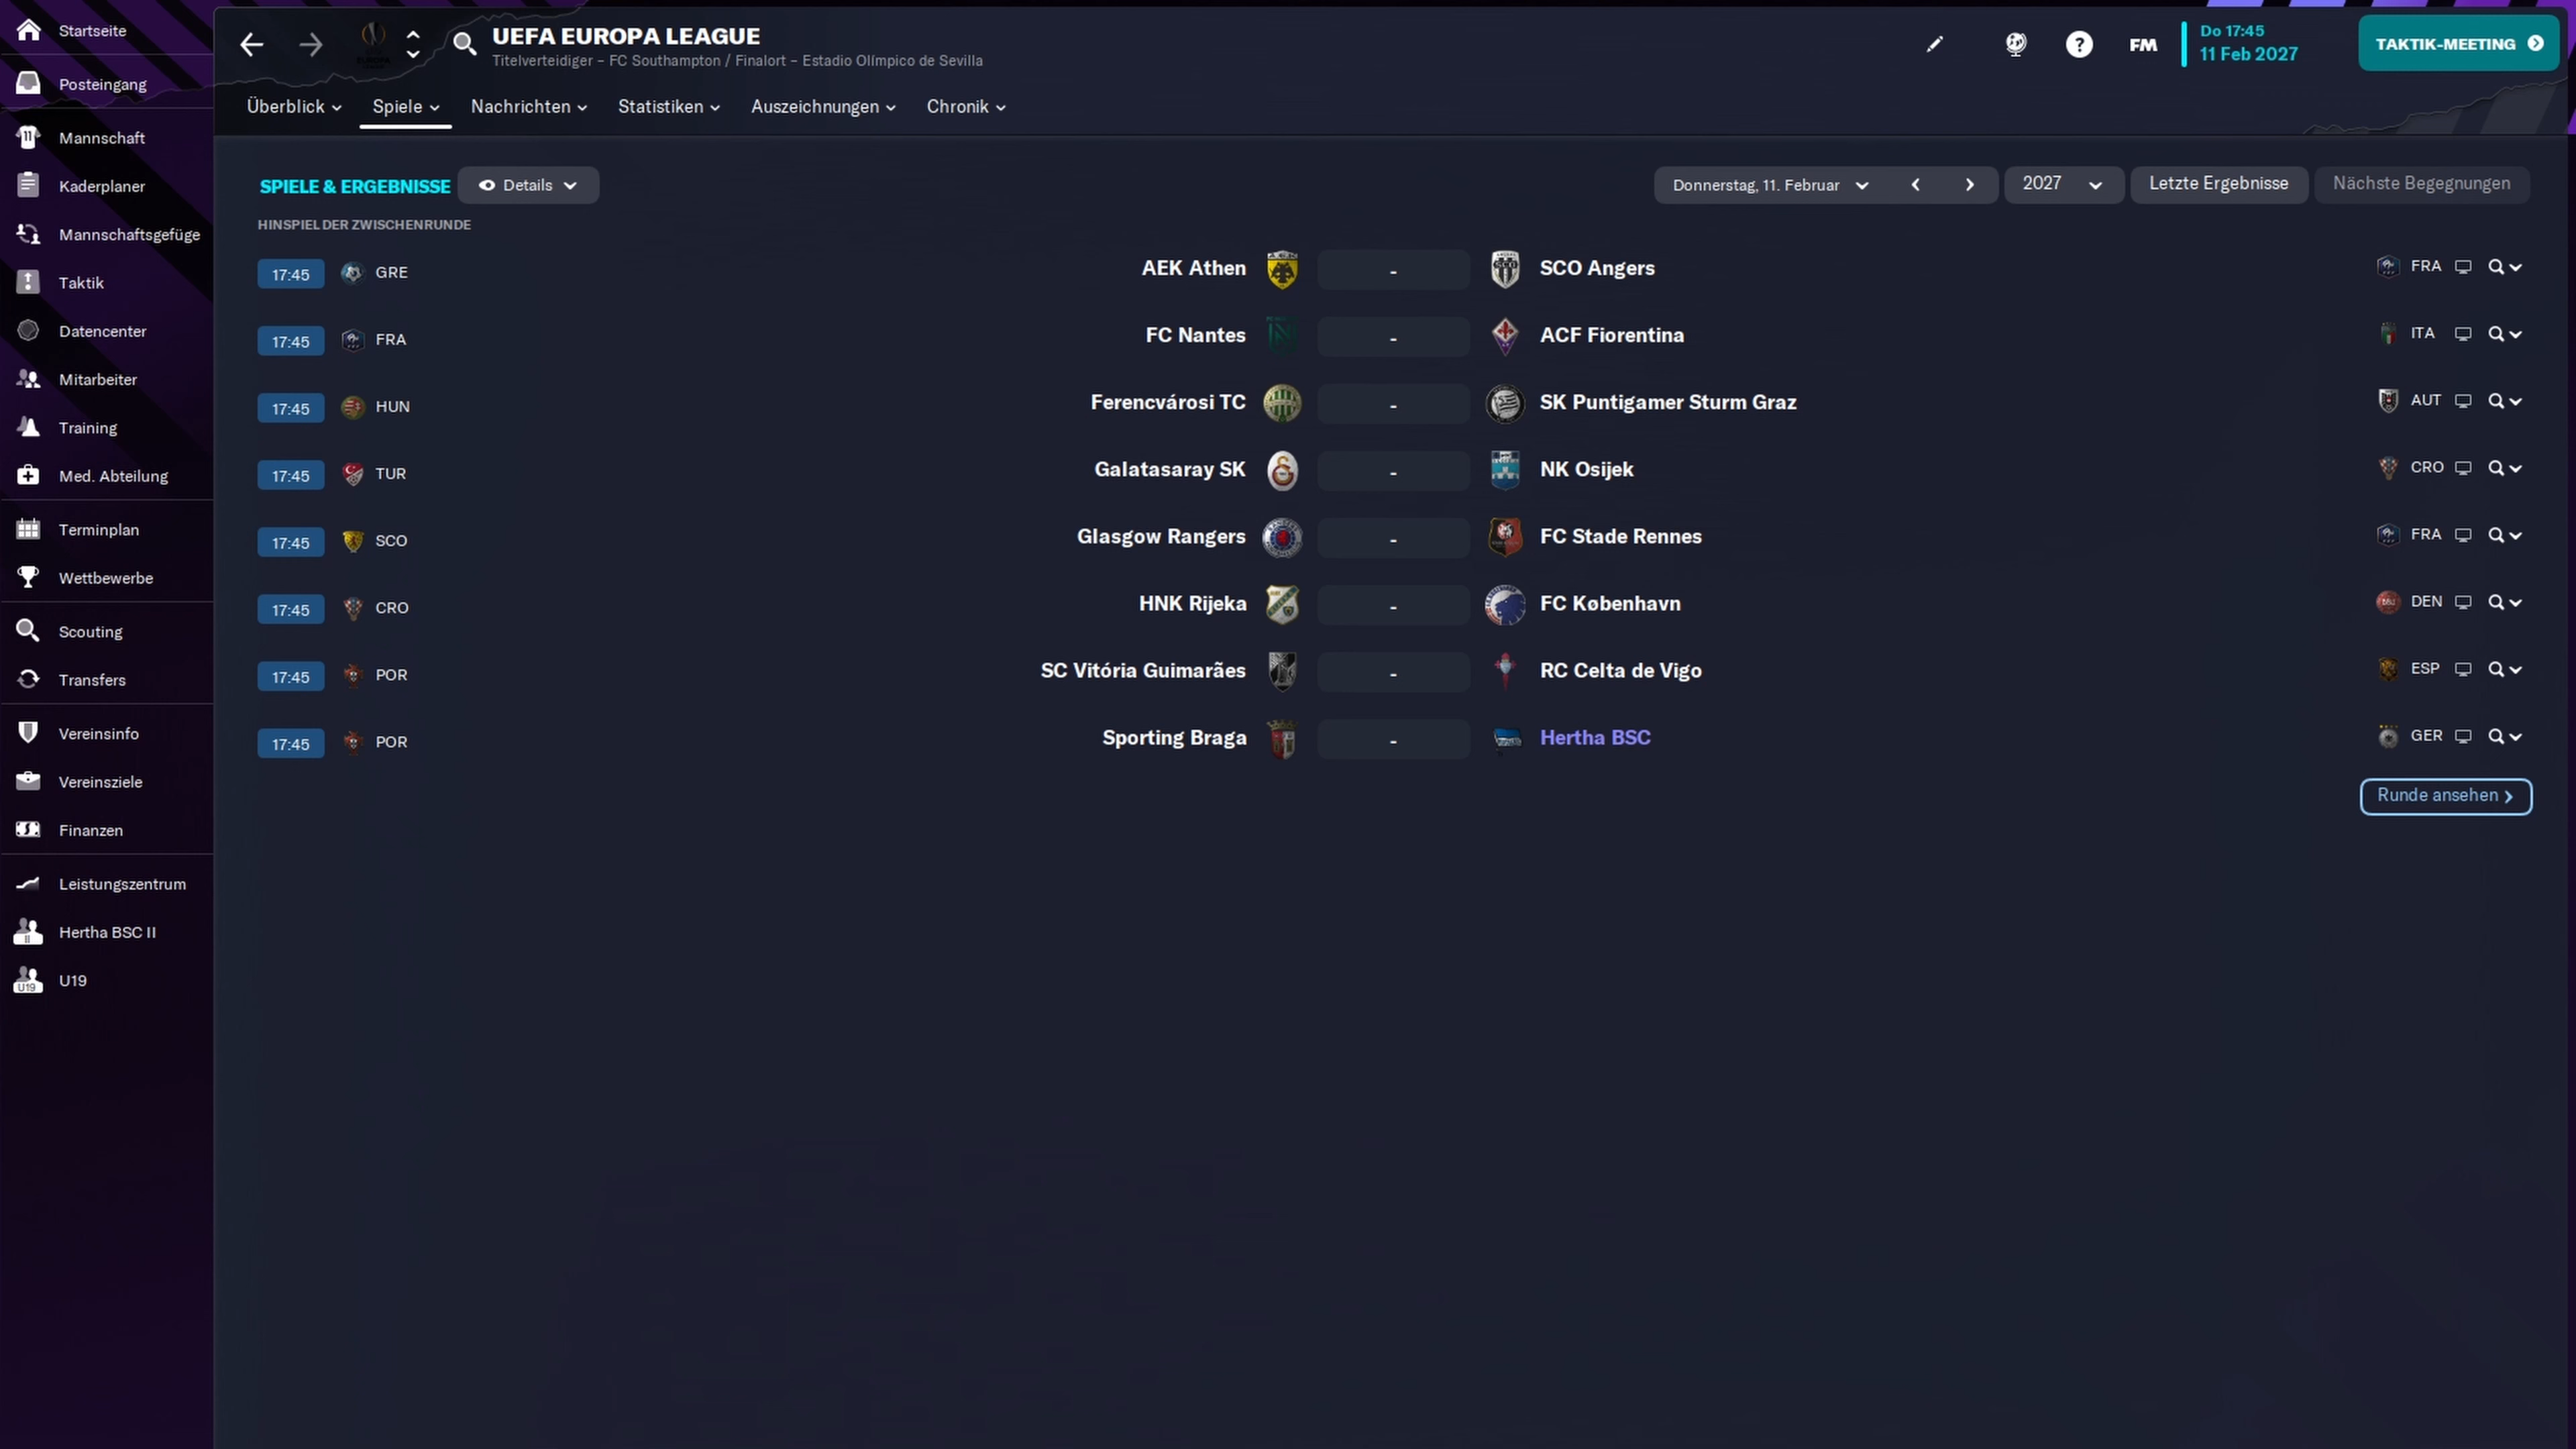 Startseite
Posteingang
Mannschaft
Kaderplaner
Mannschaftsgefüge
Taktik
Datencenter
Mitarbeiter
Training
Med. Abteilung
Terminplan
Wettbewerbe
Scouting
Transfers
Vereinsinfo
Vereinsziele
Finanzen
Leistungszentrum
Hertha BSC II
U19
UEFA EUROPA LEAGUE
Titelverteidiger - FC Southampton / Finalort - Estadio Olímpico de Sevilla
FM
Do 17:45
11 Feb 2027
TAKTIK-MEETING
Überblick Spiele Nachrichten Statistiken Auszeichnungen Chronik
SPIELE & ERGEBNISSE Details Donnerstag, 11. Februar 2027 Letzte Ergebnisse Nächste Begegnungen
HINSPIEL DER ZWISCHENRUNDE
17:45 GRE AEK Athen - SCO Angers FRA
17:45 FRA FC Nantes - ACF Fiorentina ITA
17:45 HUN Ferencvárosi TC - SK Puntigamer Sturm Graz AUT
17:45 TUR Galatasaray SK - NK Osijek CRO
17:45 SCO Glasgow Rangers - FC Stade Rennes FRA
17:45 CRO HNK Rijeka - FC København DEN
17:45 POR SC Vitória Guimarães - RC Celta de Vigo ESP
17:45 POR Sporting Braga - Hertha BSC GER
Runde ansehen